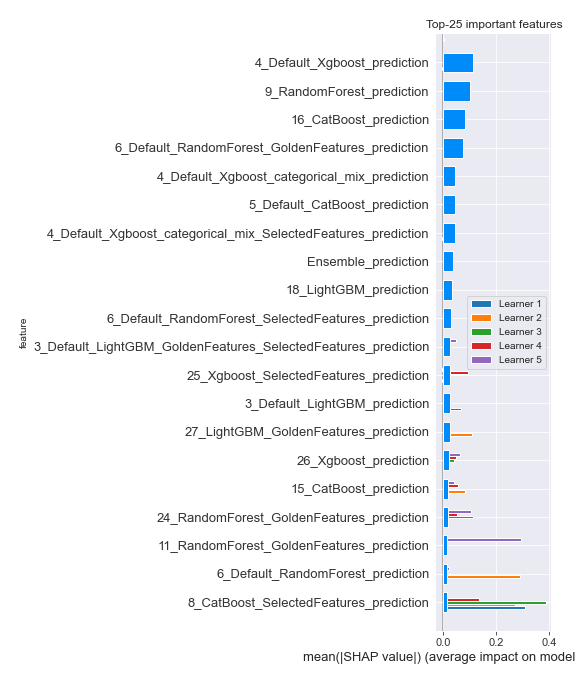 Top-25 important features
4_Default_Xgboost_prediction
9_RandomForest_prediction
16_CatBoost_prediction
6_Default_RandomForest_GoldenFeatures_prediction
4_Default_Xgboost_categorical_mix_prediction
5_Default_CatBoost_prediction
4_Default_Xgboost_categorical_mix_SelectedFeatures_prediction
Ensemble_prediction
18_LightGBM_prediction
6_Default_RandomForest_SelectedFeatures_prediction
3_Default_LightGBM_GoldenFeatures_SelectedFeatures_prediction
25_Xgboost_SelectedFeatures_prediction
3_Default_LightGBM_prediction
27_LightGBM_GoldenFeatures_prediction
26_Xgboost_prediction
15_CatBoost_prediction
24_RandomForest_GoldenFeatures_prediction
11_RandomForest_GoldenFeatures_prediction
6_Default_RandomForest_prediction
8_CatBoost_SelectedFeatures_prediction
feature
Learner 1
Learner 2
Learner 3
Learner 4
Learner 5
0.0 0.2 0.4
mean(|SHAP value|) (average impact on model